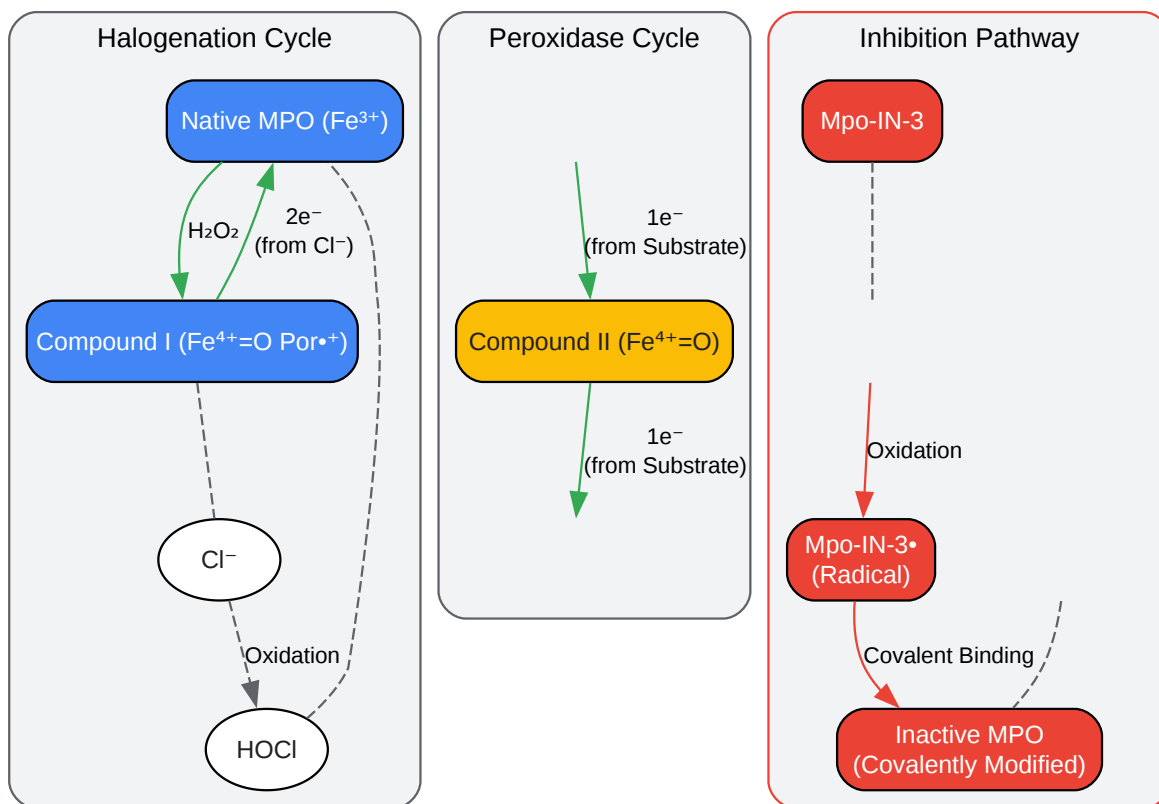 Halogenation Cycle
Native MPO (Fe³⁺)
H₂O₂
2e⁻
(from Cl⁻)
Compound I (Fe⁴⁺=O Por•⁺)
Cl⁻
Oxidation
HOCl
Peroxidase Cycle
1e⁻
(from Substrate)
Compound II (Fe⁴⁺=O)
1e⁻
(from Substrate)
Inhibition Pathway
Mpo-IN-3
Oxidation
Mpo-IN-3•
(Radical)
Covalent Binding
Inactive MPO
(Covalently Modified)